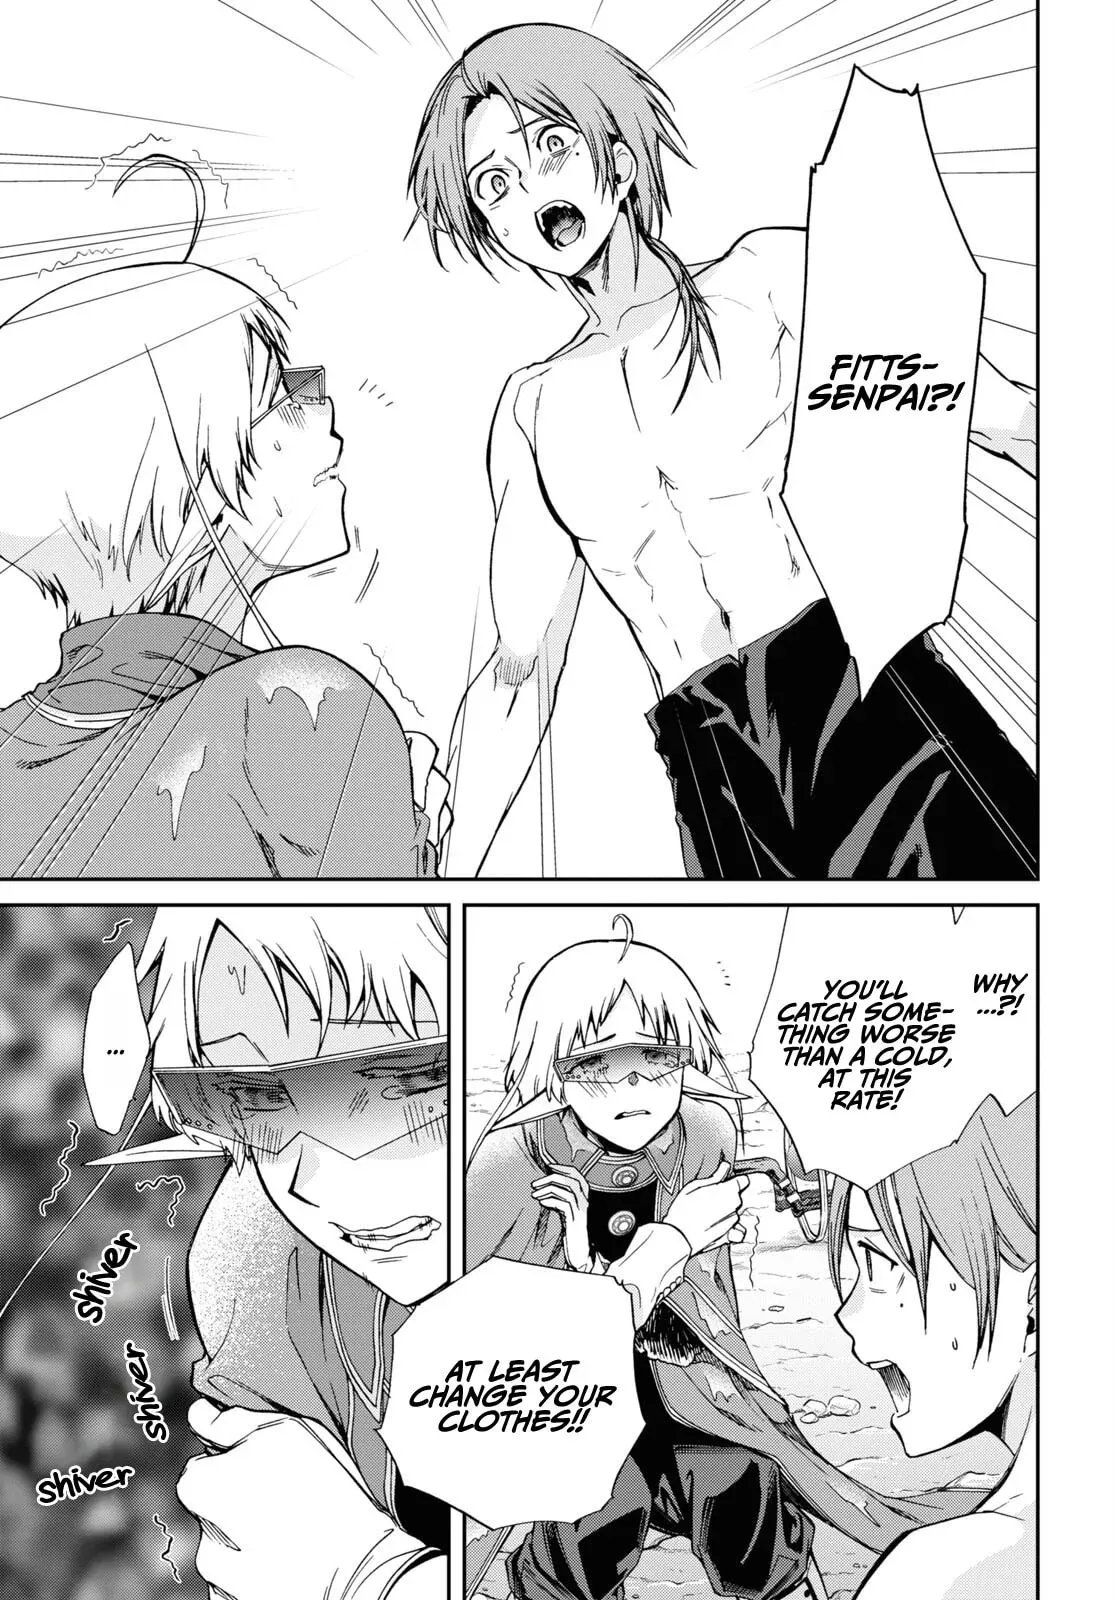 FITTS-
SENPAI?!
WHY
...?!
YOU'LL
CATCH SOME-
THING WORSE
THAN A COLD,
AT THIS
RATE!
AT LEAST
CHANGE YOUR
CLOTHES!!
...
shiver
shiver
shiver